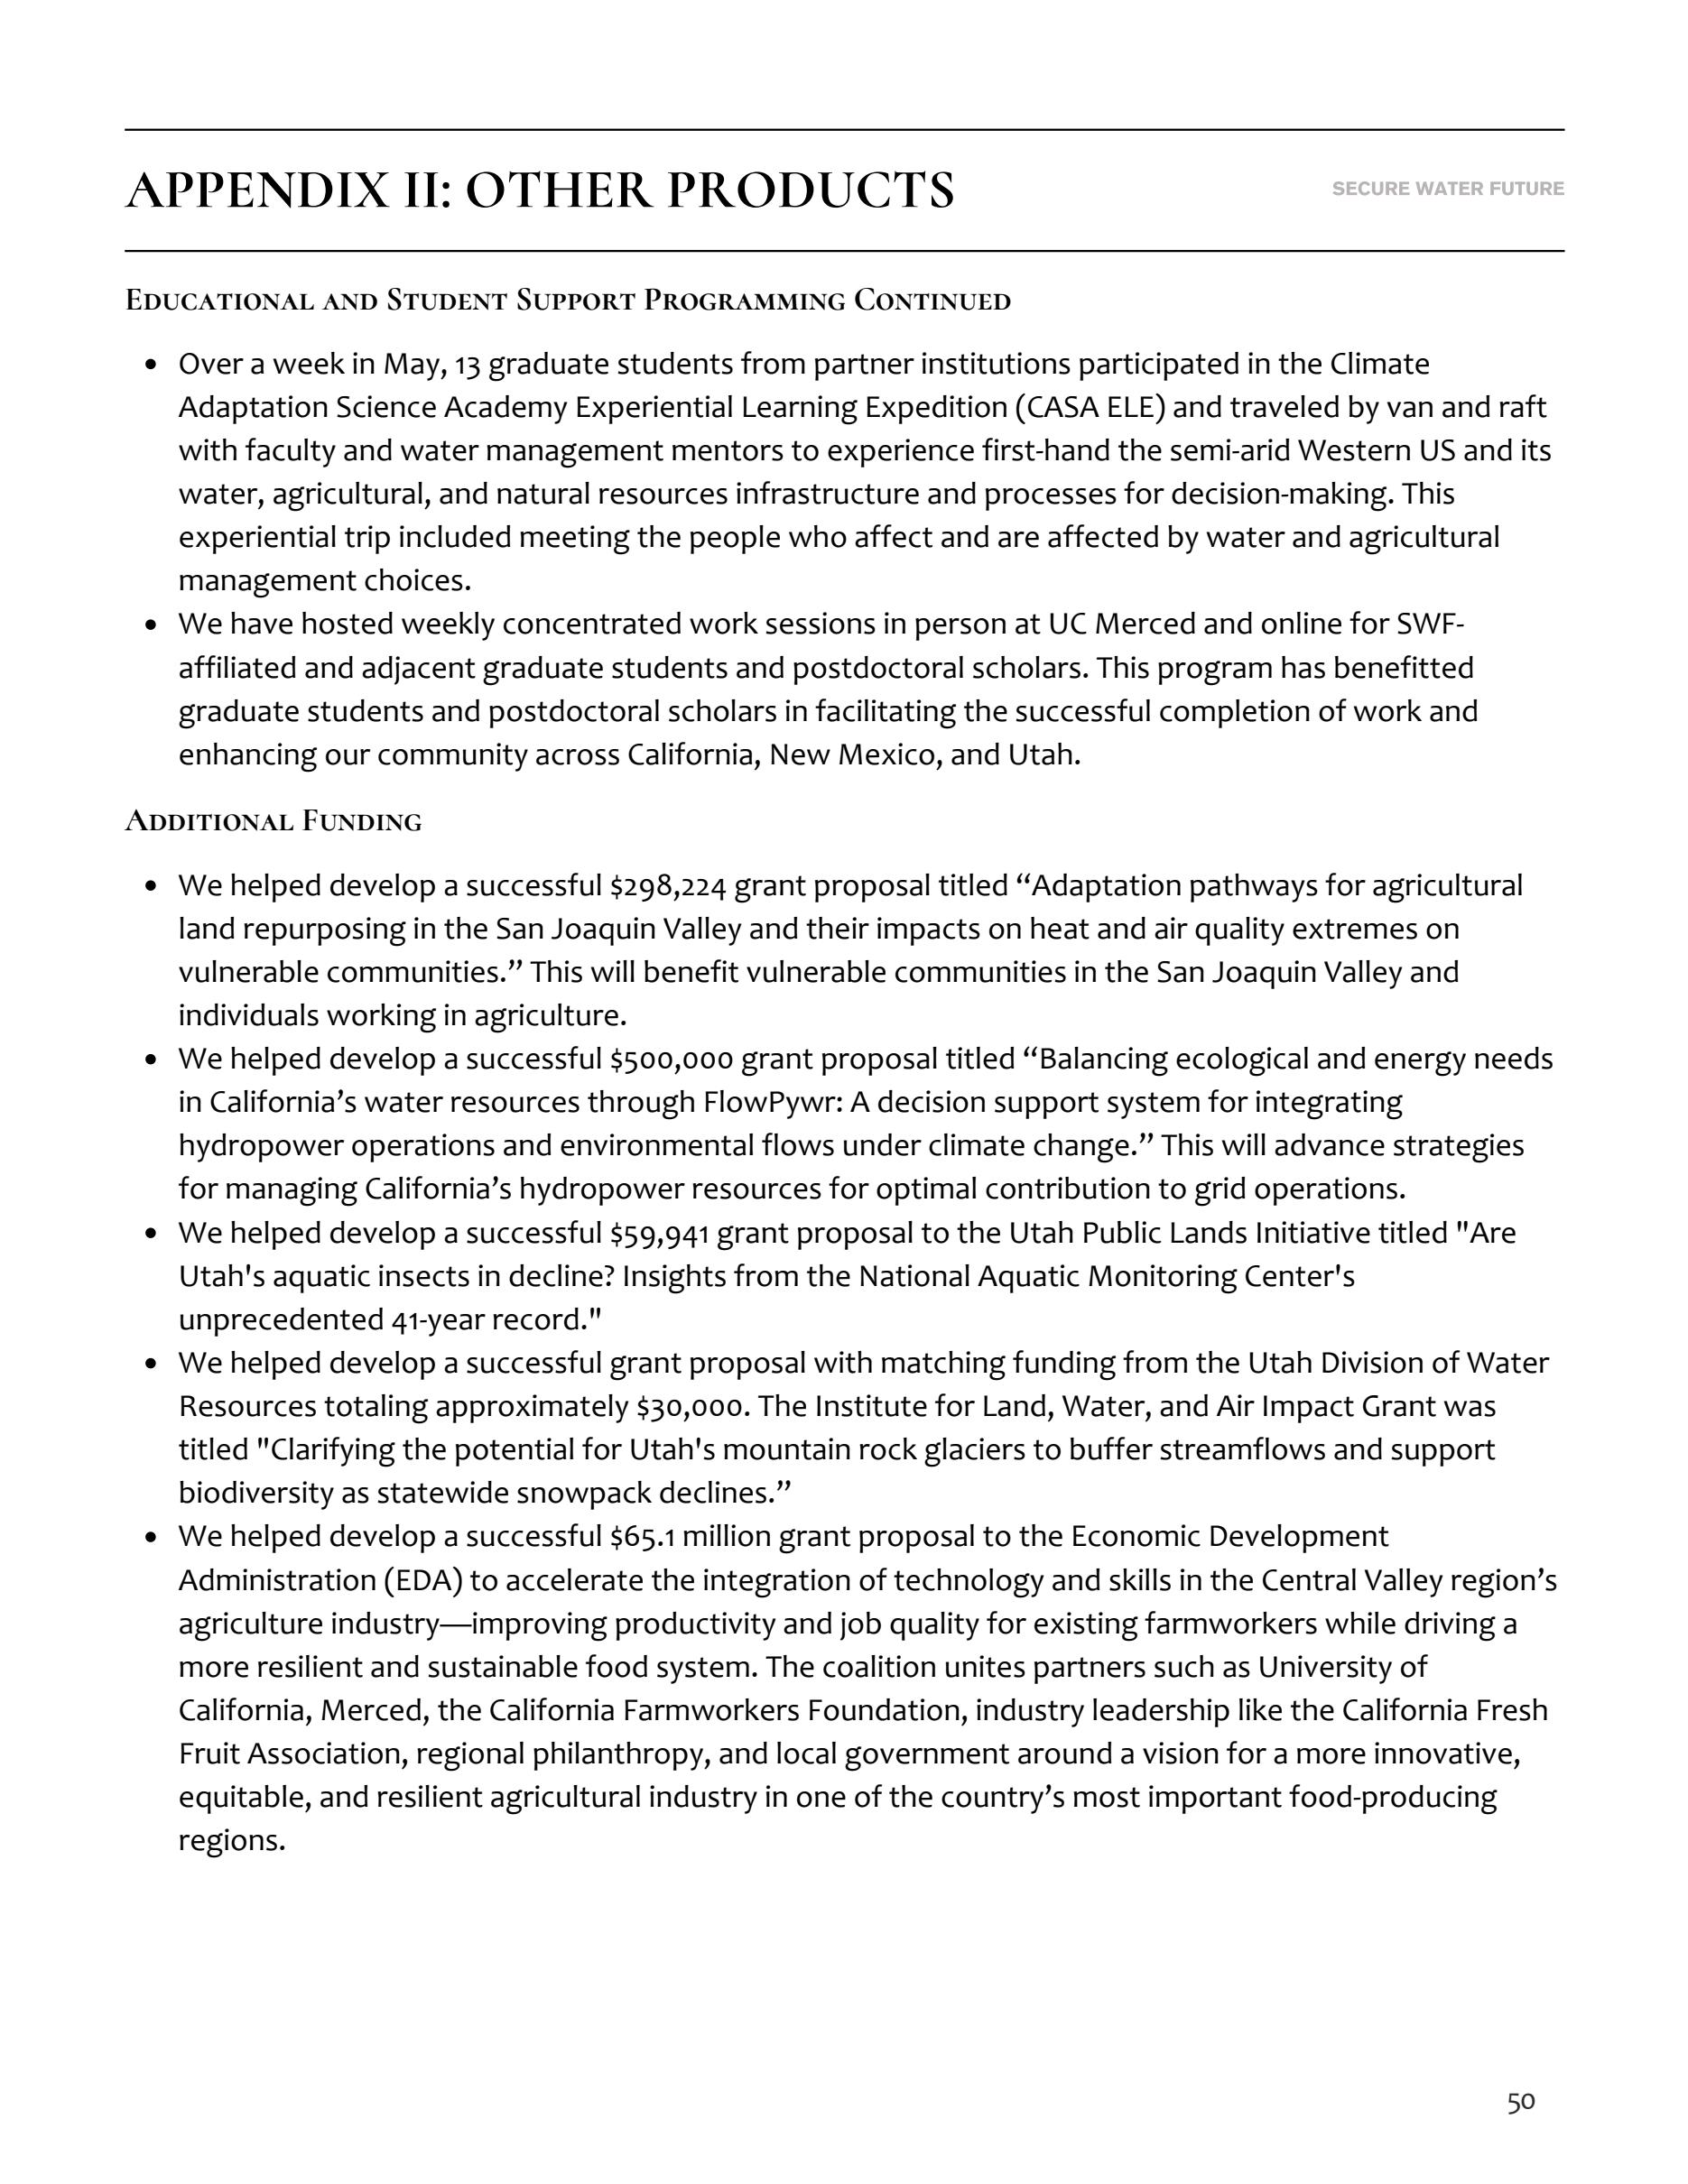 APPENDIX II: OTHER PRODUCTS
SECURE WATER FUTURE
Educational and Student Support Programming Continued
• Over a week in May, 13 graduate students from partner institutions participated in the Climate
Adaptation Science Academy Experiential Learning Expedition (CASA ELE) and traveled by van and raft
with faculty and water management mentors to experience first-hand the semi-arid Western US and its
water, agricultural, and natural resources infrastructure and processes for decision-making. This
experiential trip included meeting the people who affect and are affected by water and agricultural
management choices.
• We have hosted weekly concentrated work sessions in person at UC Merced and online for SWF-
affiliated and adjacent graduate students and postdoctoral scholars. This program has benefitted
graduate students and postdoctoral scholars in facilitating the successful completion of work and
enhancing our community across California, New Mexico, and Utah.
Additional Funding
• We helped develop a successful $298,224 grant proposal titled “Adaptation pathways for agricultural
land repurposing in the San Joaquin Valley and their impacts on heat and air quality extremes on
vulnerable communities.” This will benefit vulnerable communities in the San Joaquin Valley and
individuals working in agriculture.
• We helped develop a successful $500,000 grant proposal titled “Balancing ecological and energy needs
in California’s water resources through FlowPywr: A decision support system for integrating
hydropower operations and environmental flows under climate change.” This will advance strategies
for managing California’s hydropower resources for optimal contribution to grid operations.
• We helped develop a successful $59,941 grant proposal to the Utah Public Lands Initiative titled "Are
Utah's aquatic insects in decline? Insights from the National Aquatic Monitoring Center's
unprecedented 41-year record."
• We helped develop a successful grant proposal with matching funding from the Utah Division of Water
Resources totaling approximately $30,000. The Institute for Land, Water, and Air Impact Grant was
titled "Clarifying the potential for Utah's mountain rock glaciers to buffer streamflows and support
biodiversity as statewide snowpack declines.”
• We helped develop a successful $65.1 million grant proposal to the Economic Development
Administration (EDA) to accelerate the integration of technology and skills in the Central Valley region’s
agriculture industry—improving productivity and job quality for existing farmworkers while driving a
more resilient and sustainable food system. The coalition unites partners such as University of
California, Merced, the California Farmworkers Foundation, industry leadership like the California Fresh
Fruit Association, regional philanthropy, and local government around a vision for a more innovative,
equitable, and resilient agricultural industry in one of the country’s most important food-producing
regions.
50